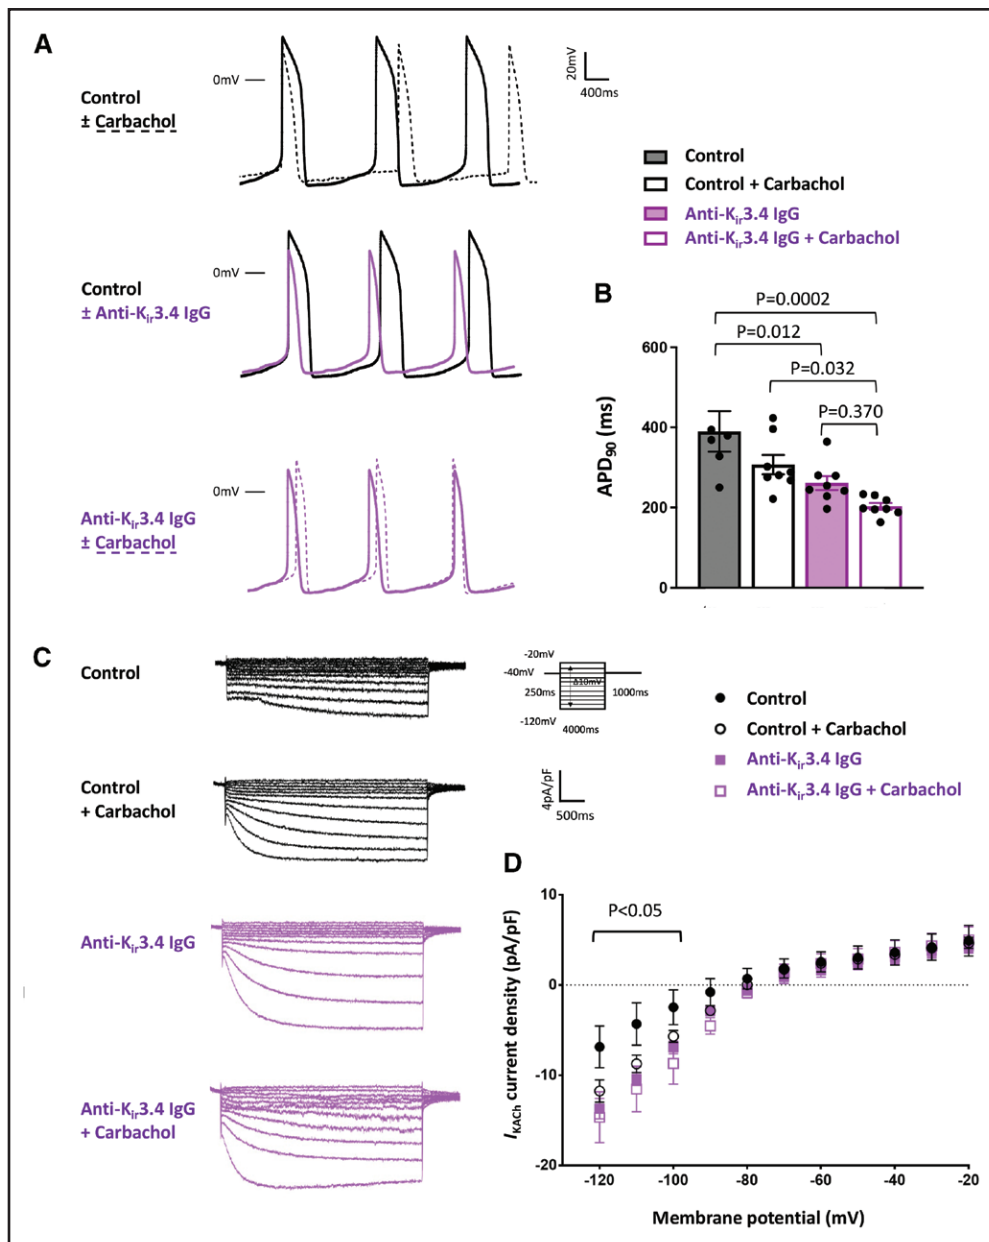 A
0mV
Control
± Carbachol
20mV
400ms
Control
Control + Carbachol
Anti-Kir3.4 IgG
Anti-Kir3.4 IgG + Carbachol
0mV
Control
± Anti-Kir3.4 IgG
0mV
Anti-Kir3.4 IgG
± Carbachol
B
P=0.0002
P=0.012
P=0.032
P=0.370
APD90 (ms)
600
400
200
0
C
Control
-20mV
-40mV
Δ10mV
250ms
1000ms
-120mV
4000ms
Control
+ Carbachol
4pA/pF
500ms
Control
Control + Carbachol
Anti-Kir3.4 IgG
Anti-Kir3.4 IgG + Carbachol
Anti-Kir3.4 IgG
Anti-Kir3.4 IgG
+ Carbachol
D
P<0.05
IKACh current density (pA/pF)
10
0
-10
-20
-120 -100 -80 -60 -40 -20
Membrane potential (mV)